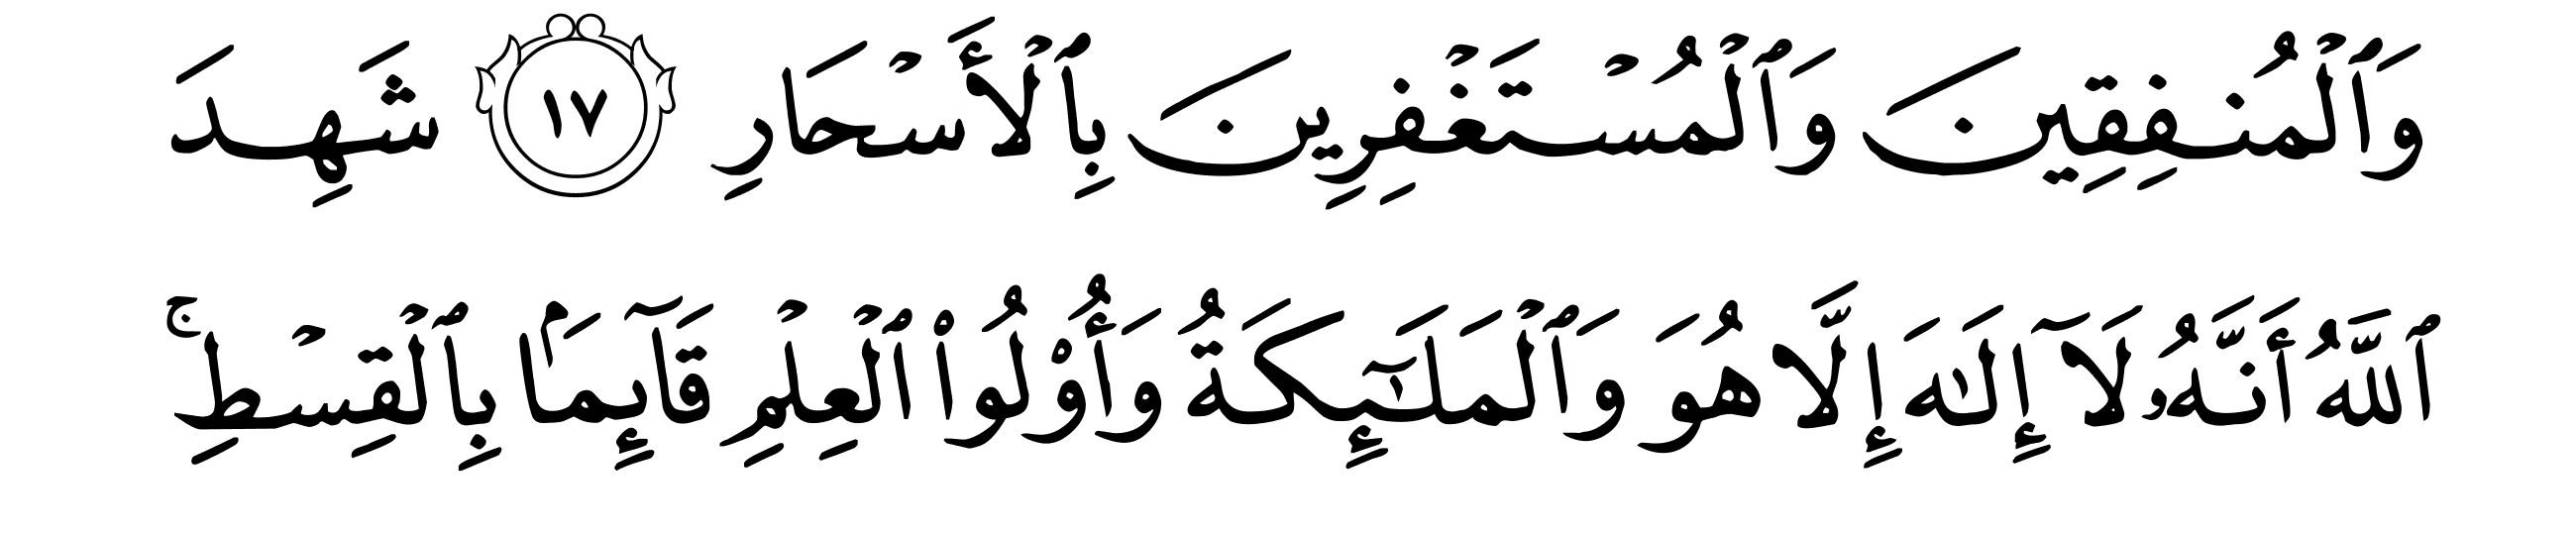 وَٱلْمُنفِقِينَ وَٱلْمُسْتَغْفِرِينَ بِٱلْأَسْحَارِ ١٧ شَهِدَ
ٱللَّهُ أَنَّهُۥ لَآ إِلَٰهَ إِلَّا هُوَ وَٱلْمَلَٰٓئِكَةُ وَأُو۟لُوا۟ ٱلْعِلْمِ قَآئِمَۢا بِٱلْقِسْطِ ۚ